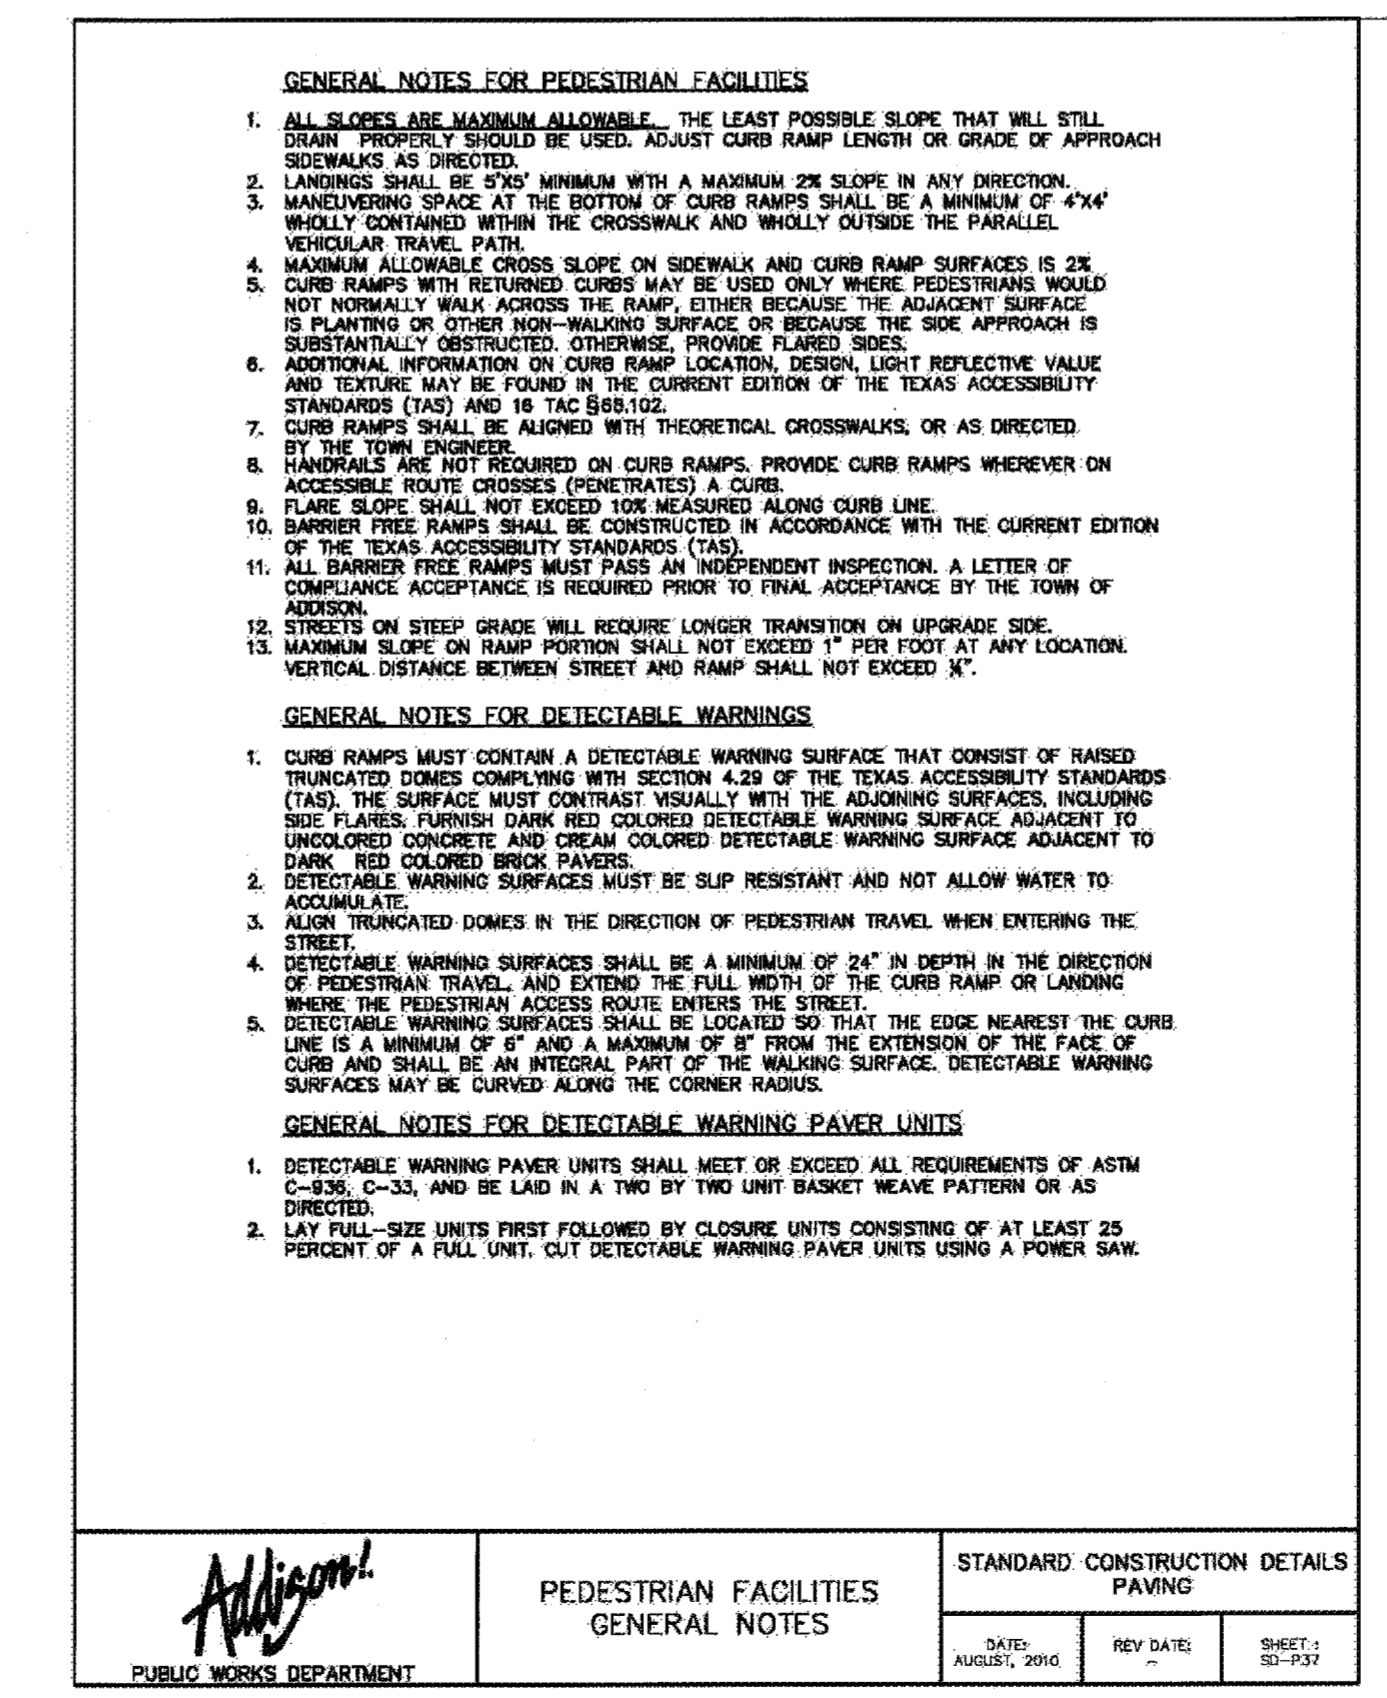 GENERAL NOTES FOR PEDESTRIAN FACILITIES
1. ALL SLOPES ARE MAXIMUM ALLOWABLE. THE LEAST POSSIBLE SLOPE THAT WILL STILL
DRAIN PROPERLY SHOULD BE USED. ADJUST CURB RAMP LENGTH OR GRADE OF APPROACH
SIDEWALKS AS DIRECTED.
2. LANDINGS SHALL BE 5'X5' MINIMUM WITH A MAXIMUM 2% SLOPE IN ANY DIRECTION.
3. MANEUVERING SPACE AT THE BOTTOM OF CURB RAMPS SHALL BE A MINIMUM OF 4'X4'
WHOLLY CONTAINED WITHIN THE CROSSWALK AND WHOLLY OUTSIDE THE PARALLEL
VEHICULAR TRAVEL PATH.
4. MAXIMUM ALLOWABLE CROSS SLOPE ON SIDEWALK AND CURB RAMP SURFACES IS 2%
5. CURB RAMPS WITH RETURNED CURBS MAY BE USED ONLY WHERE PEDESTRIANS WOULD
NOT NORMALLY WALK ACROSS THE RAMP, EITHER BECAUSE THE ADJACENT SURFACE
IS PLANTING OR OTHER NON-WALKING SURFACE OR BECAUSE THE SIDE APPROACH IS
SUBSTANTIALLY OBSTRUCTED. OTHERWISE, PROVIDE FLARED SIDES.
6. ADDITIONAL INFORMATION ON CURB RAMP LOCATION, DESIGN, LIGHT REFLECTIVE VALUE
AND TEXTURE MAY BE FOUND IN THE CURRENT EDITION OF THE TEXAS ACCESSIBILITY
STANDARDS (TAS) AND 16 TAC §68.102.
7. CURB RAMPS SHALL BE ALIGNED WITH THEORETICAL CROSSWALKS, OR AS DIRECTED
BY THE TOWN ENGINEER.
8. HANDRAILS ARE NOT REQUIRED ON CURB RAMPS. PROVIDE CURB RAMPS WHEREVER ON
ACCESSIBLE ROUTE CROSSES (PENETRATES) A CURB.
9. FLARE SLOPE SHALL NOT EXCEED 10% MEASURED ALONG CURB LINE.
10. BARRIER FREE RAMPS SHALL BE CONSTRUCTED IN ACCORDANCE WITH THE CURRENT EDITION
OF THE TEXAS ACCESSIBILITY STANDARDS (TAS).
11. ALL BARRIER FREE RAMPS MUST PASS AN INDEPENDENT INSPECTION. A LETTER OF
COMPLIANCE ACCEPTANCE IS REQUIRED PRIOR TO FINAL ACCEPTANCE BY THE TOWN OF
ADDISON.
12. STREETS ON STEEP GRADE WILL REQUIRE LONGER TRANSITION ON UPGRADE SIDE.
13. MAXIMUM SLOPE ON RAMP PORTION SHALL NOT EXCEED 1" PER FOOT AT ANY LOCATION.
VERTICAL DISTANCE BETWEEN STREET AND RAMP SHALL NOT EXCEED ¼".
GENERAL NOTES FOR DETECTABLE WARNINGS
1. CURB RAMPS MUST CONTAIN A DETECTABLE WARNING SURFACE THAT CONSIST OF RAISED
TRUNCATED DOMES COMPLYING WITH SECTION 4.29 OF THE TEXAS ACCESSIBILITY STANDARDS
(TAS). THE SURFACE MUST CONTRAST VISUALLY WITH THE ADJOINING SURFACES, INCLUDING
SIDE FLARES. FURNISH DARK RED COLORED DETECTABLE WARNING SURFACE ADJACENT TO
UNCOLORED CONCRETE AND CREAM COLORED DETECTABLE WARNING SURFACE ADJACENT TO
DARK RED COLORED BRICK PAVERS.
2. DETECTABLE WARNING SURFACES MUST BE SLIP RESISTANT AND NOT ALLOW WATER TO
ACCUMULATE.
3. ALIGN TRUNCATED DOMES IN THE DIRECTION OF PEDESTRIAN TRAVEL WHEN ENTERING THE
STREET.
4. DETECTABLE WARNING SURFACES SHALL BE A MINIMUM OF 24" IN DEPTH IN THE DIRECTION
OF PEDESTRIAN TRAVEL, AND EXTEND THE FULL WIDTH OF THE CURB RAMP OR LANDING
WHERE THE PEDESTRIAN ACCESS ROUTE ENTERS THE STREET.
5. DETECTABLE WARNING SURFACES SHALL BE LOCATED SO THAT THE EDGE NEAREST THE CURB
LINE IS A MINIMUM OF 6" AND A MAXIMUM OF 8" FROM THE EXTENSION OF THE FACE OF
CURB AND SHALL BE AN INTEGRAL PART OF THE WALKING SURFACE. DETECTABLE WARNING
SURFACES MAY BE CURVED ALONG THE CORNER RADIUS.
GENERAL NOTES FOR DETECTABLE WARNING PAVER UNITS
1. DETECTABLE WARNING PAVER UNITS SHALL MEET OR EXCEED ALL REQUIREMENTS OF ASTM
C-936, C-33, AND BE LAID IN A TWO BY TWO UNIT BASKET WEAVE PATTERN OR AS
DIRECTED.
2. LAY FULL-SIZE UNITS FIRST FOLLOWED BY CLOSURE UNITS CONSISTING OF AT LEAST 25
PERCENT OF A FULL UNIT. CUT DETECTABLE WARNING PAVER UNITS USING A POWER SAW.
Addison!
PUBLIC WORKS DEPARTMENT
PEDESTRIAN FACILITIES
GENERAL NOTES
STANDARD CONSTRUCTION DETAILS
PAVING
DATE:
AUGUST, 2010
REV DATE:
-
SHEET :
SD-P37